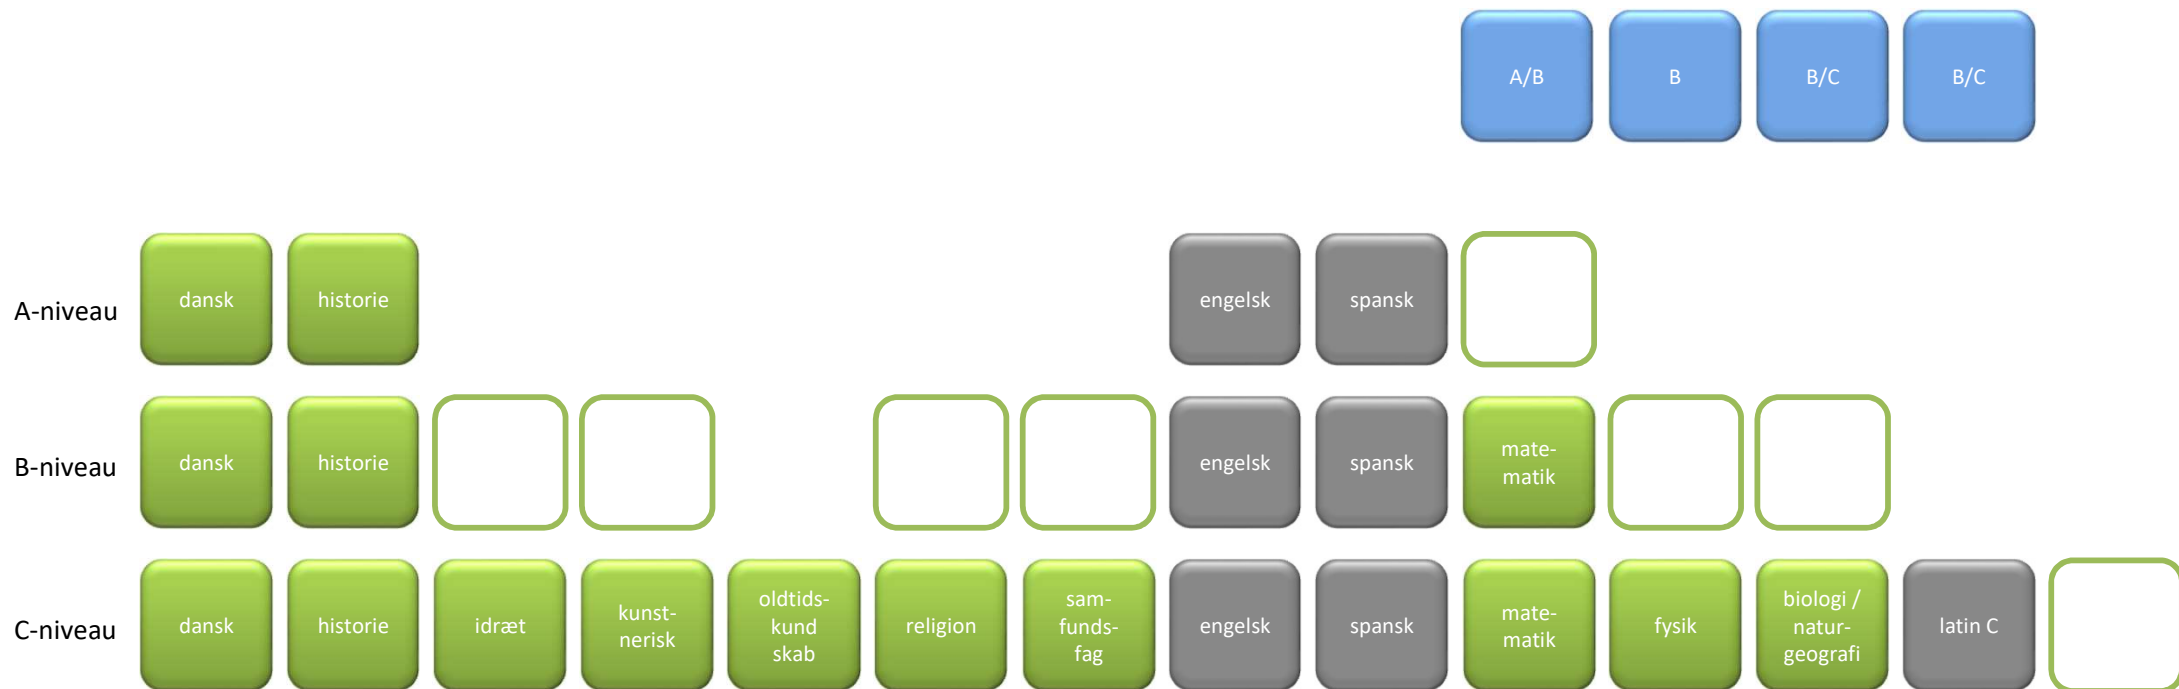 A/B
B
B/C
B/C
A-niveau
dansk
historie
engelsk
spansk
B-niveau
dansk
historie
engelsk
spansk
mate-
matik
C-niveau
dansk
historie
idræt
kunst-
nerisk
oldtids-
kund
skab
religion
sam-
funds-
fag
engelsk
spansk
mate-
matik
fysik
biologi /
natur-
geografi
latin C